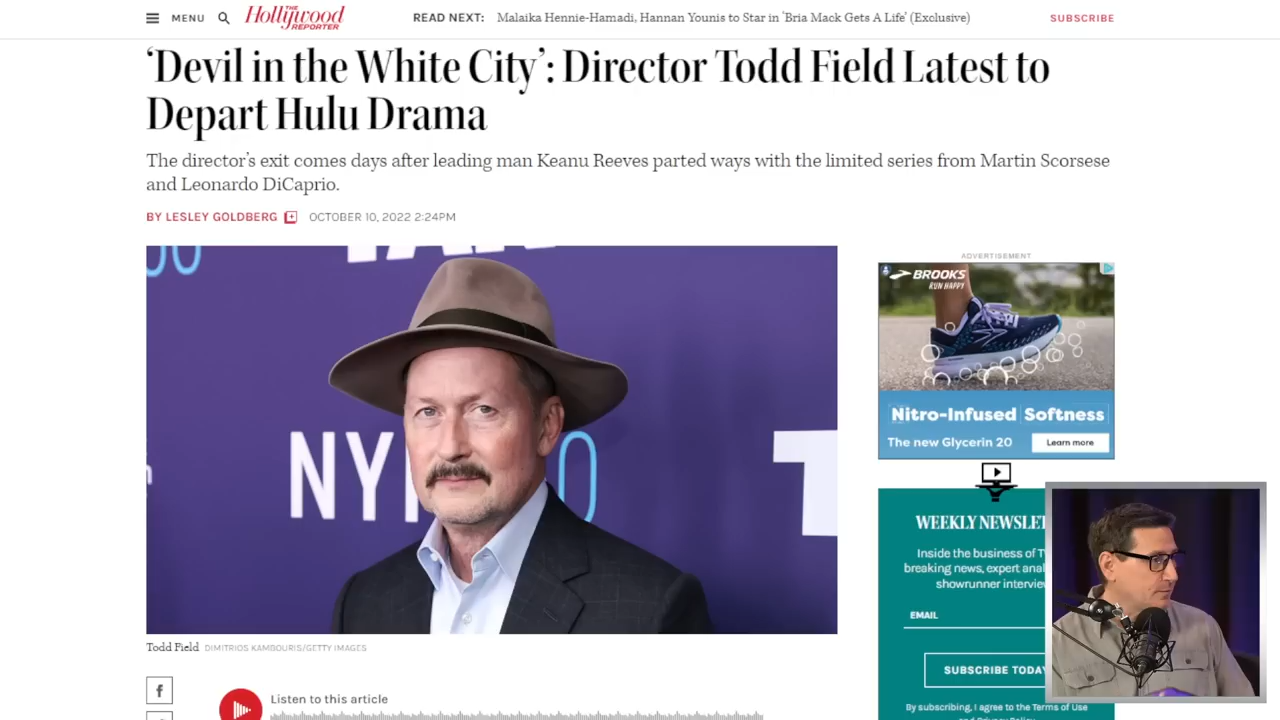 MENU
THE
Hollywood
REPORTER
READ NEXT: Malaika Hennie-Hamadi, Hannan Younis to Star in 'Bria Mack Gets A Life' (Exclusive)
SUBSCRIBE
‘Devil in the White City’: Director Todd Field Latest to
Depart Hulu Drama
The director’s exit comes days after leading man Keanu Reeves parted ways with the limited series from Martin Scorsese
and Leonardo DiCaprio.
BY LESLEY GOLDBERG OCTOBER 10, 2022 2:24PM
NY
Todd Field DIMITRIOS KAMBOURIS/GETTY IMAGES
Listen to this article
ADVERTISEMENT
BROOKS
RUN HAPPY
Nitro-Infused Softness
The new Glycerin 20 Learn more
WEEKLY
Inside the business of
breaking news, expert
showrunner
EMAIL
SUBSCRIBE
By subscribing, I agree to the Terms of Use